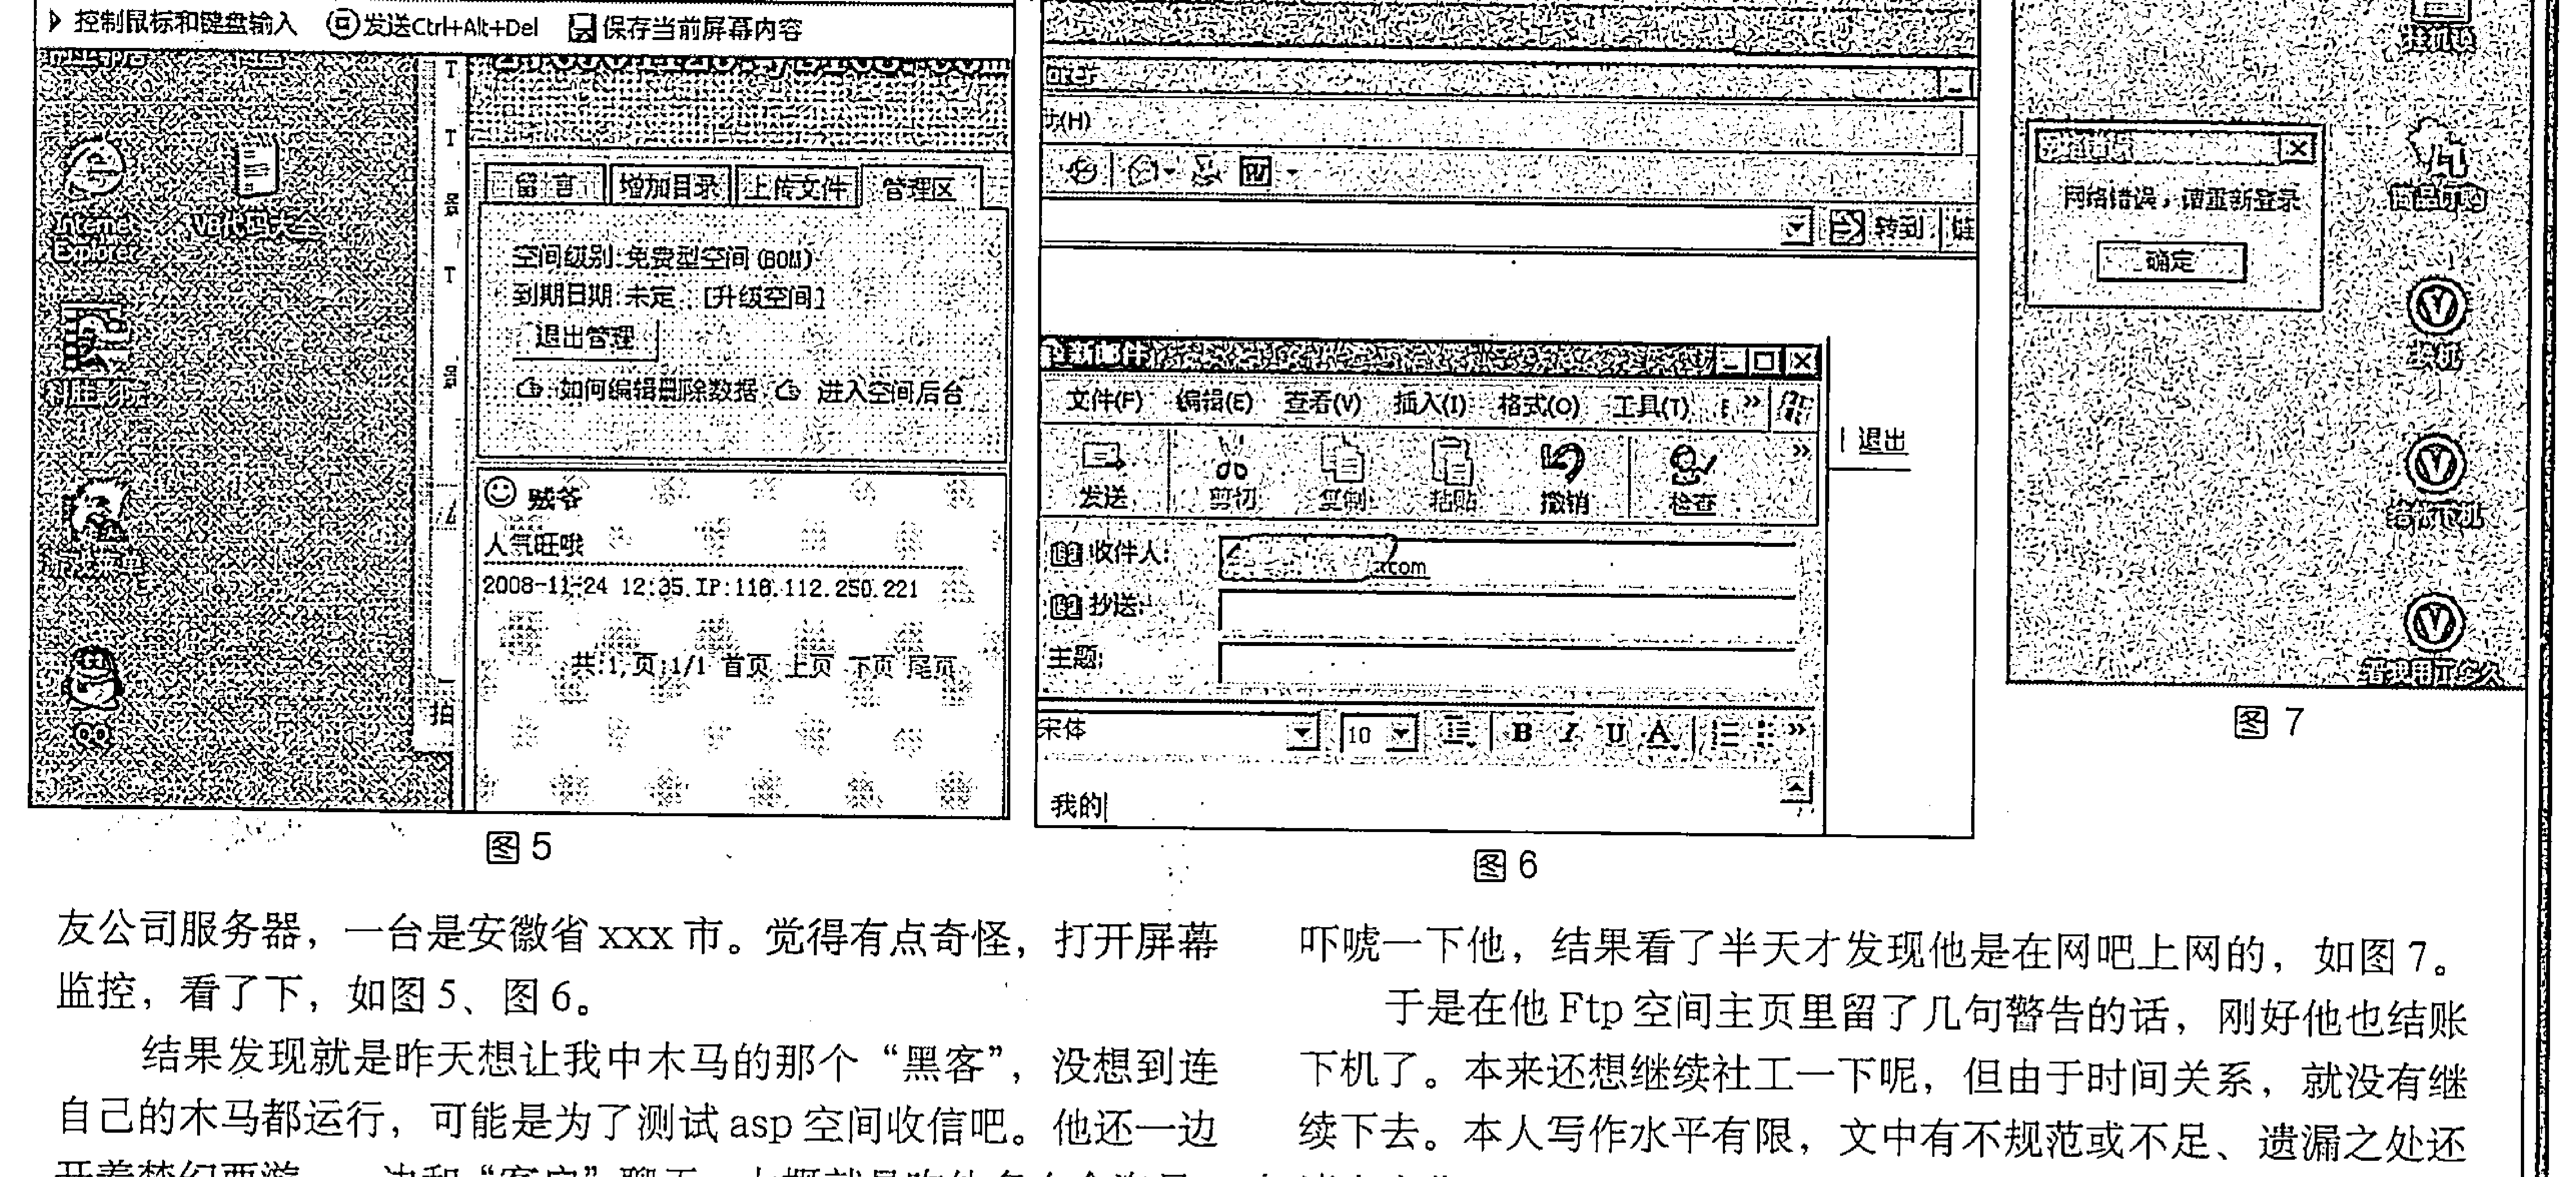 控制鼠标和键盘输入 发送Ctrl+Alt+Del 保存当前屏幕内容
Internet
Explorer
VB代码大全
留言 增加目录 上传文件 管理区
空间级别:免费型空间(80M)
到期日期:未定 [升级空间]
退出管理
如何编辑删除数据 进入空间后台
贼爷
人气旺哦
2008-11-24 12:35 IP:116.112.250.221
共:1,页:1/1 首页 上页 下页 尾页
图 5
(H)
转到
文件(F) 编辑(E) 查看(V) 插入(I) 格式(O) 工具(T)
发送 剪切 复制 粘贴 撤销 检查
退出
收件人:
.com
抄送:
主题:
宋体 10 B I U A
我的
图 6
网络错误，请重新登录
确定
图 7
友公司服务器，一台是安徽省 xxx 市。觉得有点奇怪，打开屏幕
监控，看了下，如图 5、图 6。
结果发现就是昨天想让我中木马的那个“黑客”，没想到连
自己的木马都运行，可能是为了测试 asp 空间收信吧。他还一边
吓唬一下他，结果看了半天才发现他是在网吧上网的，如图 7。
于是在他 Ftp 空间主页里留了几句警告的话，刚好他也结账
下机了。本来还想继续社工一下呢，但由于时间关系，就没有继
续下去。本人写作水平有限，文中有不规范或不足、遗漏之处还